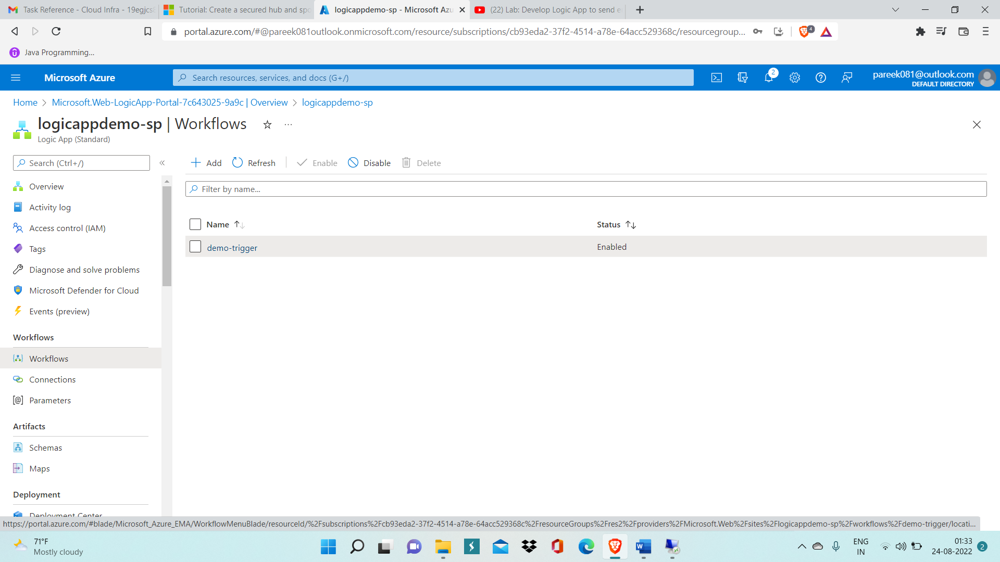 Task Reference - Cloud Infra - 19egjcs
Tutorial: Create a secured hub and spo
logicappdemo-sp - Microsoft Azu
(22) Lab: Develop Logic App to send e
portal.azure.com/#@pareek081outlook.onmicrosoft.com/resource/subscriptions/cb93eda2-37f2-4514-a78e-64acc529368c/resourcegroup...
4
Java Programming...
Microsoft Azure
Search resources, services, and docs (G+/)
2
pareek081@outlook.com
DEFAULT DIRECTORY
Home > Microsoft.Web-LogicApp-Portal-7c643025-9a9c | Overview > logicappdemo-sp
logicappdemo-sp | Workflows ...
Logic App (Standard)
Search (Ctrl+/)
«
Add
Refresh
Enable
Disable
Delete
Filter by name...
Name
Status
demo-trigger
Enabled
Overview
Activity log
Access control (IAM)
Tags
Diagnose and solve problems
Microsoft Defender for Cloud
Events (preview)
Workflows
Workflows
Connections
Parameters
Artifacts
Schemas
Maps
Deployment
Deployment Center
https://portal.azure.com/#blade/Microsoft_Azure_EMA/WorkflowMenuBlade/resourceId/%2Fsubscriptions%2Fcb93eda2-37f2-4514-a78e-64acc529368c%2FresourceGroups%2Fres2%2Fproviders%2FMicrosoft.Web%2Fsites%2Flogicappdemo-sp%2Fworkflows%2Fdemo-trigger/locati...
71°F
Mostly cloudy
ENG
IN
01:33
24-08-2022
2